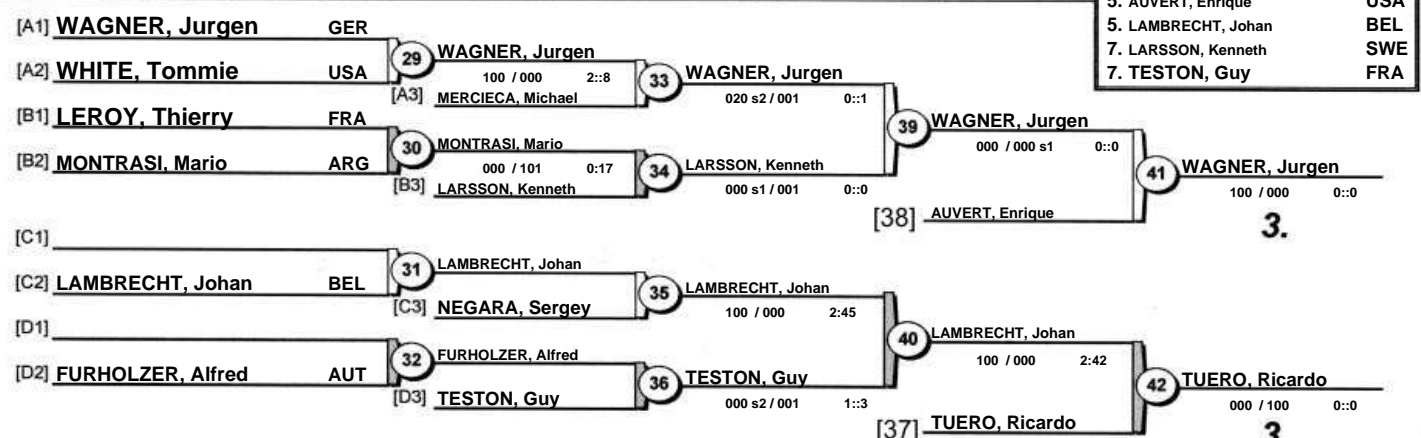 5. AUVERT, Enrique USA
5. LAMBRECHT, Johan BEL
7. LARSSON, Kenneth SWE
7. TESTON, Guy FRA
[A1] WAGNER, Jurgen GER
[A2] WHITE, Tommie USA
29
WAGNER, Jurgen
100 / 000 2::8
[A3] MERCIECA, Michael
33
WAGNER, Jurgen
020 s2 / 001 0::1
[B1] LEROY, Thierry FRA
[B2] MONTRASI, Mario ARG
30
MONTRASI, Mario
000 / 101 0:17
[B3] LARSSON, Kenneth
34
LARSSON, Kenneth
000 s1 / 001 0::0
39
WAGNER, Jurgen
000 / 000 s1 0::0
[38] AUVERT, Enrique
41
WAGNER, Jurgen
100 / 000 0::0
3.
[C1]
[C2] LAMBRECHT, Johan BEL
31
LAMBRECHT, Johan
[C3] NEGARA, Sergey
35
LAMBRECHT, Johan
100 / 000 2:45
[D1]
[D2] FURHOLZER, Alfred AUT
32
FURHOLZER, Alfred
[D3] TESTON, Guy
36
TESTON, Guy
000 s2 / 001 1::3
40
LAMBRECHT, Johan
100 / 000 2:42
[37] TUERO, Ricardo
42
TUERO, Ricardo
000 / 100 0::0
3